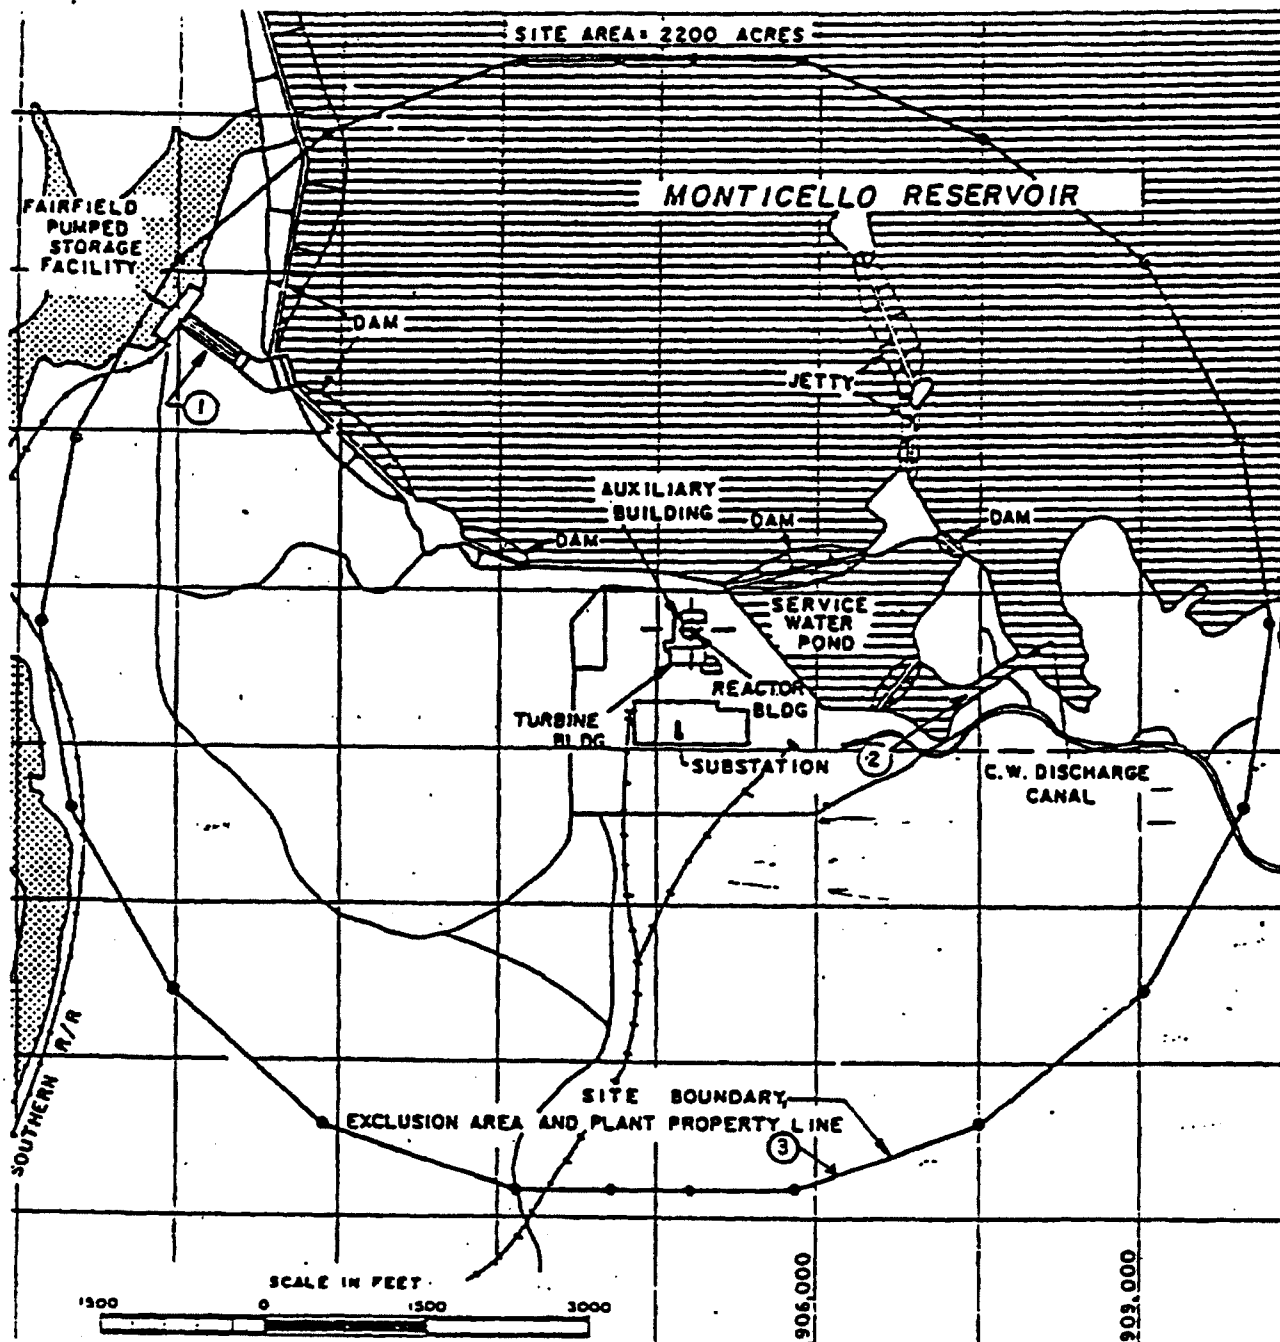 SITE AREA= 2200 ACRES
MONTICELLO RESERVOIR
FAIRFIELD
PUMPED
STORAGE
FACILITY
DAM
JETTY
1
AUXILIARY
BUILDING
DAM
DAM
DAM
SERVICE
WATER
POND
REACTOR
BLDG
TURBINE
BLDG
SUBSTATION
2
C.W. DISCHARGE
CANAL
SOUTHERN R/R
SITE BOUNDARY,
EXCLUSION AREA AND PLANT PROPERTY LINE
3
SCALE IN FEET
1500 0 1500 3000
906,000
909,000